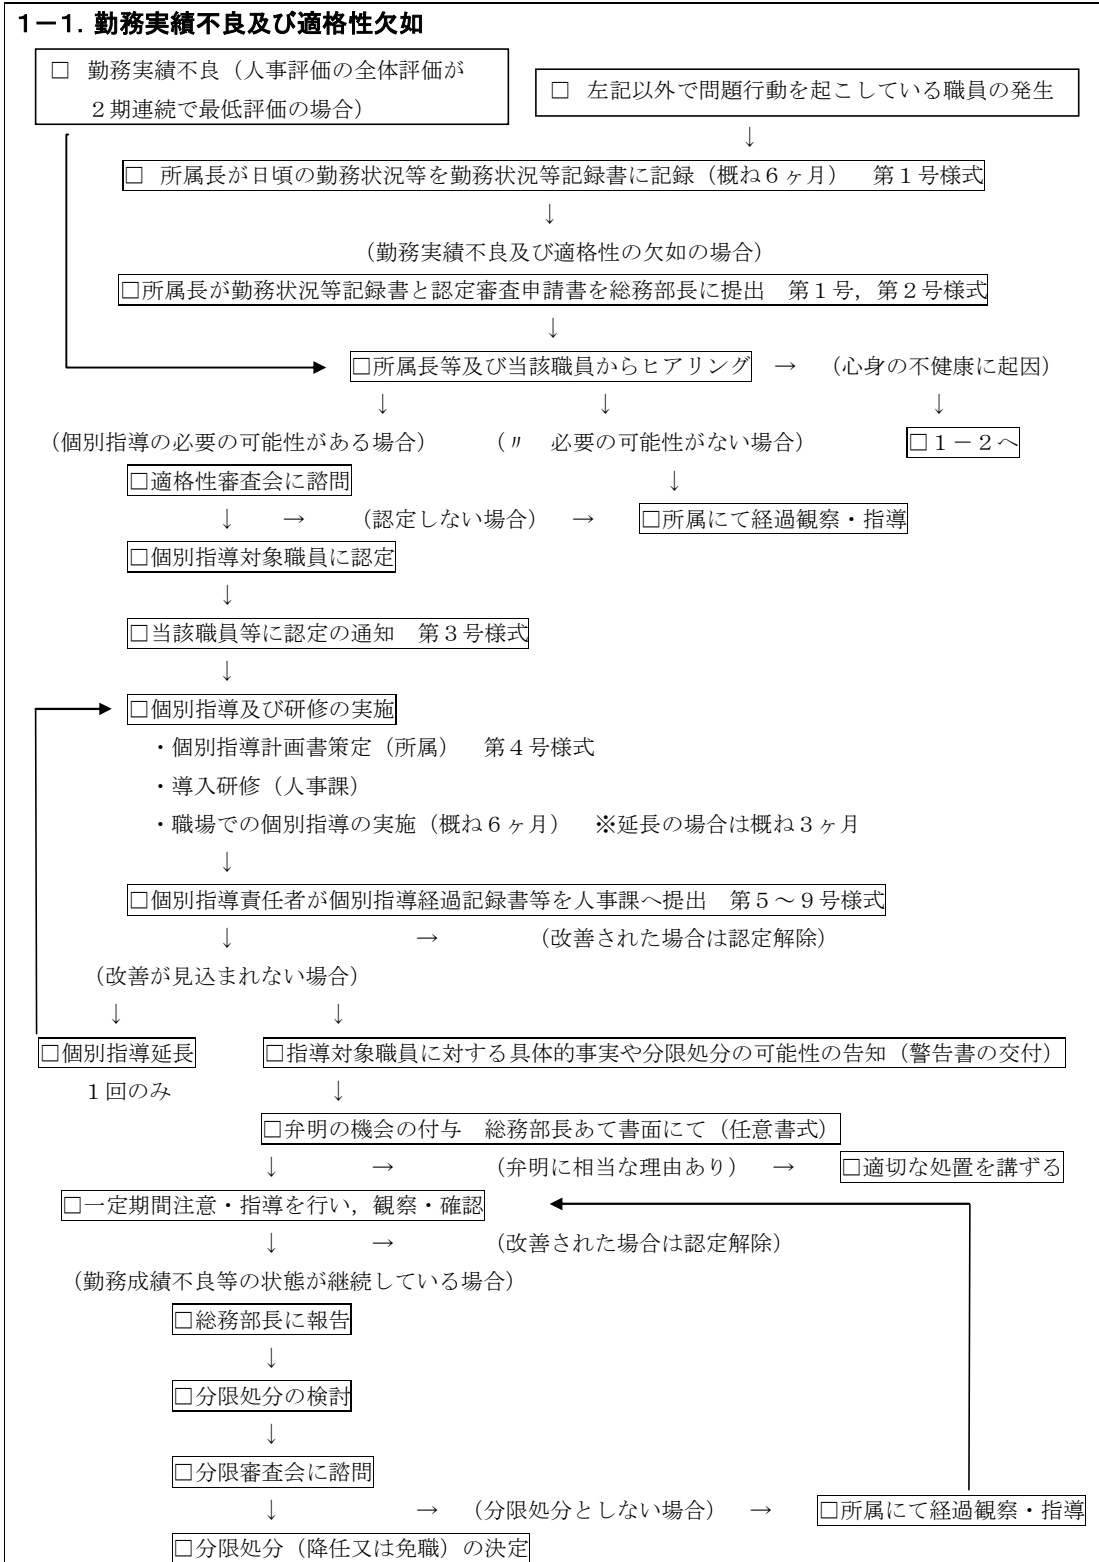 １－１．勤務実績不良及び適格性欠如
□　勤務実績不良（人事評価の全体評価が
２期連続で最低評価の場合）
□　左記以外で問題行動を起こしている職員の発生
↓
□　所属長が日頃の勤務状況等を勤務状況等記録書に記録（概ね６ヶ月）　第１号様式
↓
（勤務実績不良及び適格性の欠如の場合）
□所属長が勤務状況等記録書と認定審査申請書を総務部長に提出　第１号，第２号様式
↓
□所属長等及び当該職員からヒアリング　→　（心身の不健康に起因）
↓　↓　↓
（個別指導の必要の可能性がある場合）　（〃　必要の可能性がない場合）　□１－２へ
□適格性審査会に諮問　↓
↓　→　（認定しない場合）　→　□所属にて経過観察・指導
□個別指導対象職員に認定
↓
□当該職員等に認定の通知　第３号様式
↓
□個別指導及び研修の実施
・個別指導計画書策定（所属）　第４号様式
・導入研修（人事課）
・職場での個別指導の実施（概ね６ヶ月）　※延長の場合は概ね３ヶ月
↓
□個別指導責任者が個別指導経過記録書等を人事課へ提出　第５～９号様式
↓　→　（改善された場合は認定解除）
（改善が見込まれない場合）
↓　↓
□個別指導延長　□指導対象職員に対する具体的事実や分限処分の可能性の告知（警告書の交付）
１回のみ　↓
□弁明の機会の付与　総務部長あて書面にて（任意書式）
↓　→　（弁明に相当な理由あり）　→　□適切な処置を講ずる
□一定期間注意・指導を行い，観察・確認
↓　→　（改善された場合は認定解除）
（勤務成績不良等の状態が継続している場合）
□総務部長に報告
↓
□分限処分の検討
↓
□分限審査会に諮問
↓　→　（分限処分としない場合）　→　□所属にて経過観察・指導
□分限処分（降任又は免職）の決定